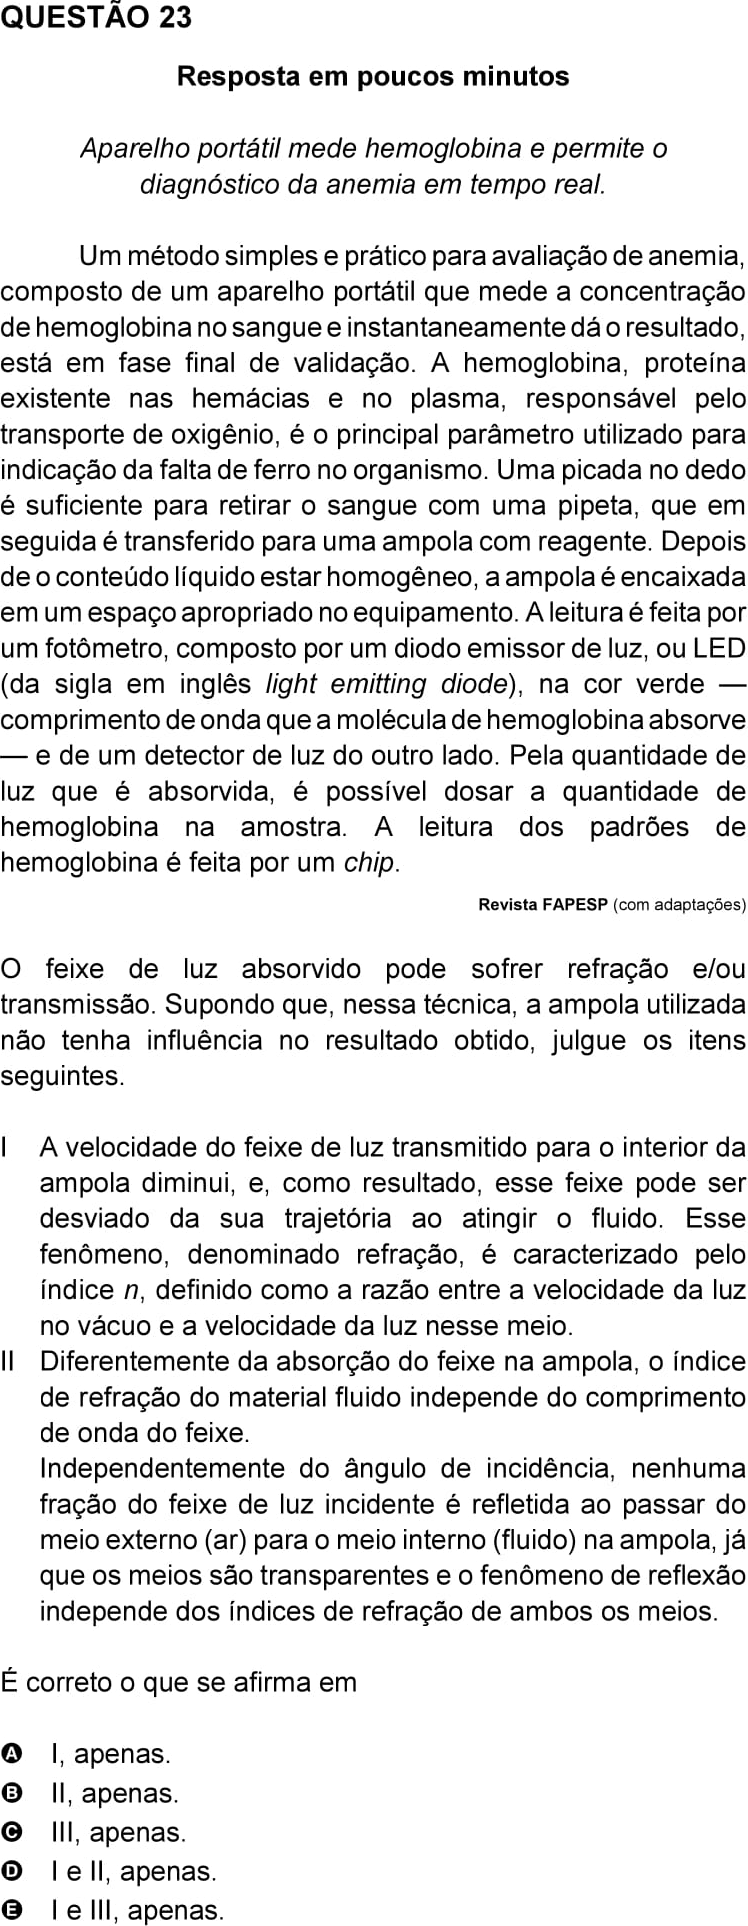 QUESTÃO 23
Resposta em poucos minutos
Aparelho portátil mede hemoglobina e permite o
diagnóstico da anemia em tempo real.
Um método simples e prático para avaliação de anemia,
composto de um aparelho portátil que mede a concentração
de hemoglobina no sangue e instantaneamente dá o resultado,
está em fase final de validação. A hemoglobina, proteína
existente nas hemácias e no plasma, responsável pelo
transporte de oxigênio, é o principal parâmetro utilizado para
indicação da falta de ferro no organismo. Uma picada no dedo
é suficiente para retirar o sangue com uma pipeta, que em
seguida é transferido para uma ampola com reagente. Depois
de o conteúdo líquido estar homogêneo, a ampola é encaixada
em um espaço apropriado no equipamento. A leitura é feita por
um fotômetro, composto por um diodo emissor de luz, ou LED
(da sigla em inglês light emitting diode), na cor verde —
comprimento de onda que a molécula de hemoglobina absorve
— e de um detector de luz do outro lado. Pela quantidade de
luz que é absorvida, é possível dosar a quantidade de
hemoglobina na amostra. A leitura dos padrões de
hemoglobina é feita por um chip.
Revista FAPESP (com adaptações)
O feixe de luz absorvido pode sofrer refração e/ou
transmissão. Supondo que, nessa técnica, a ampola utilizada
não tenha influência no resultado obtido, julgue os itens
seguintes.
I A velocidade do feixe de luz transmitido para o interior da
ampola diminui, e, como resultado, esse feixe pode ser
desviado da sua trajetória ao atingir o fluido. Esse
fenômeno, denominado refração, é caracterizado pelo
índice n, definido como a razão entre a velocidade da luz
no vácuo e a velocidade da luz nesse meio.
II Diferentemente da absorção do feixe na ampola, o índice
de refração do material fluido independe do comprimento
de onda do feixe.
Independentemente do ângulo de incidência, nenhuma
fração do feixe de luz incidente é refletida ao passar do
meio externo (ar) para o meio interno (fluido) na ampola, já
que os meios são transparentes e o fenômeno de reflexão
independe dos índices de refração de ambos os meios.
É correto o que se afirma em
A I, apenas.
B II, apenas.
C III, apenas.
D I e II, apenas.
E I e III, apenas.